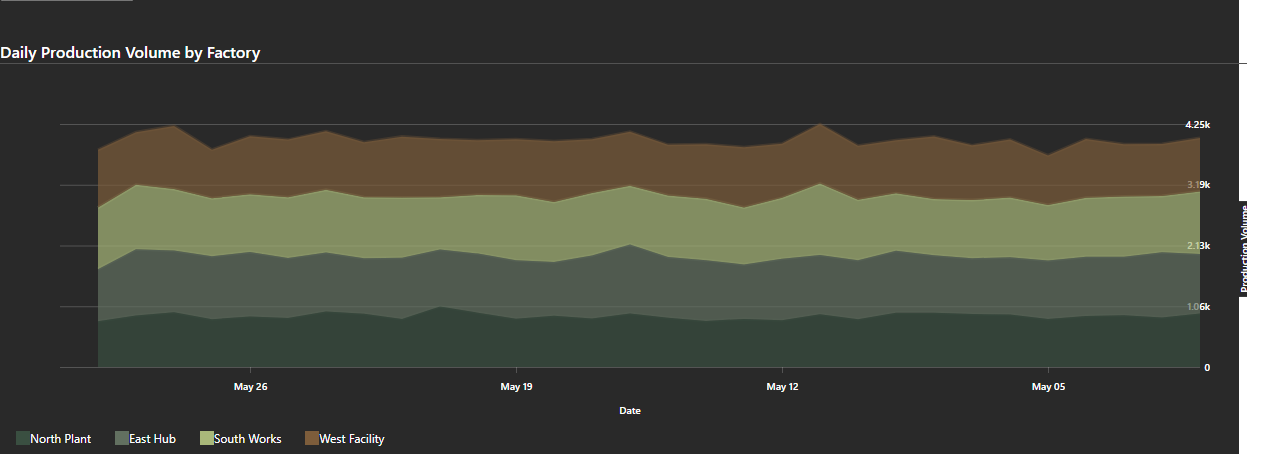 Daily Production Volume by Factory
4.25k
3.19k
2.13k
1.06k
0
Production Volume
May 26
May 19
May 12
May 05
Date
North Plant
East Hub
South Works
West Facility